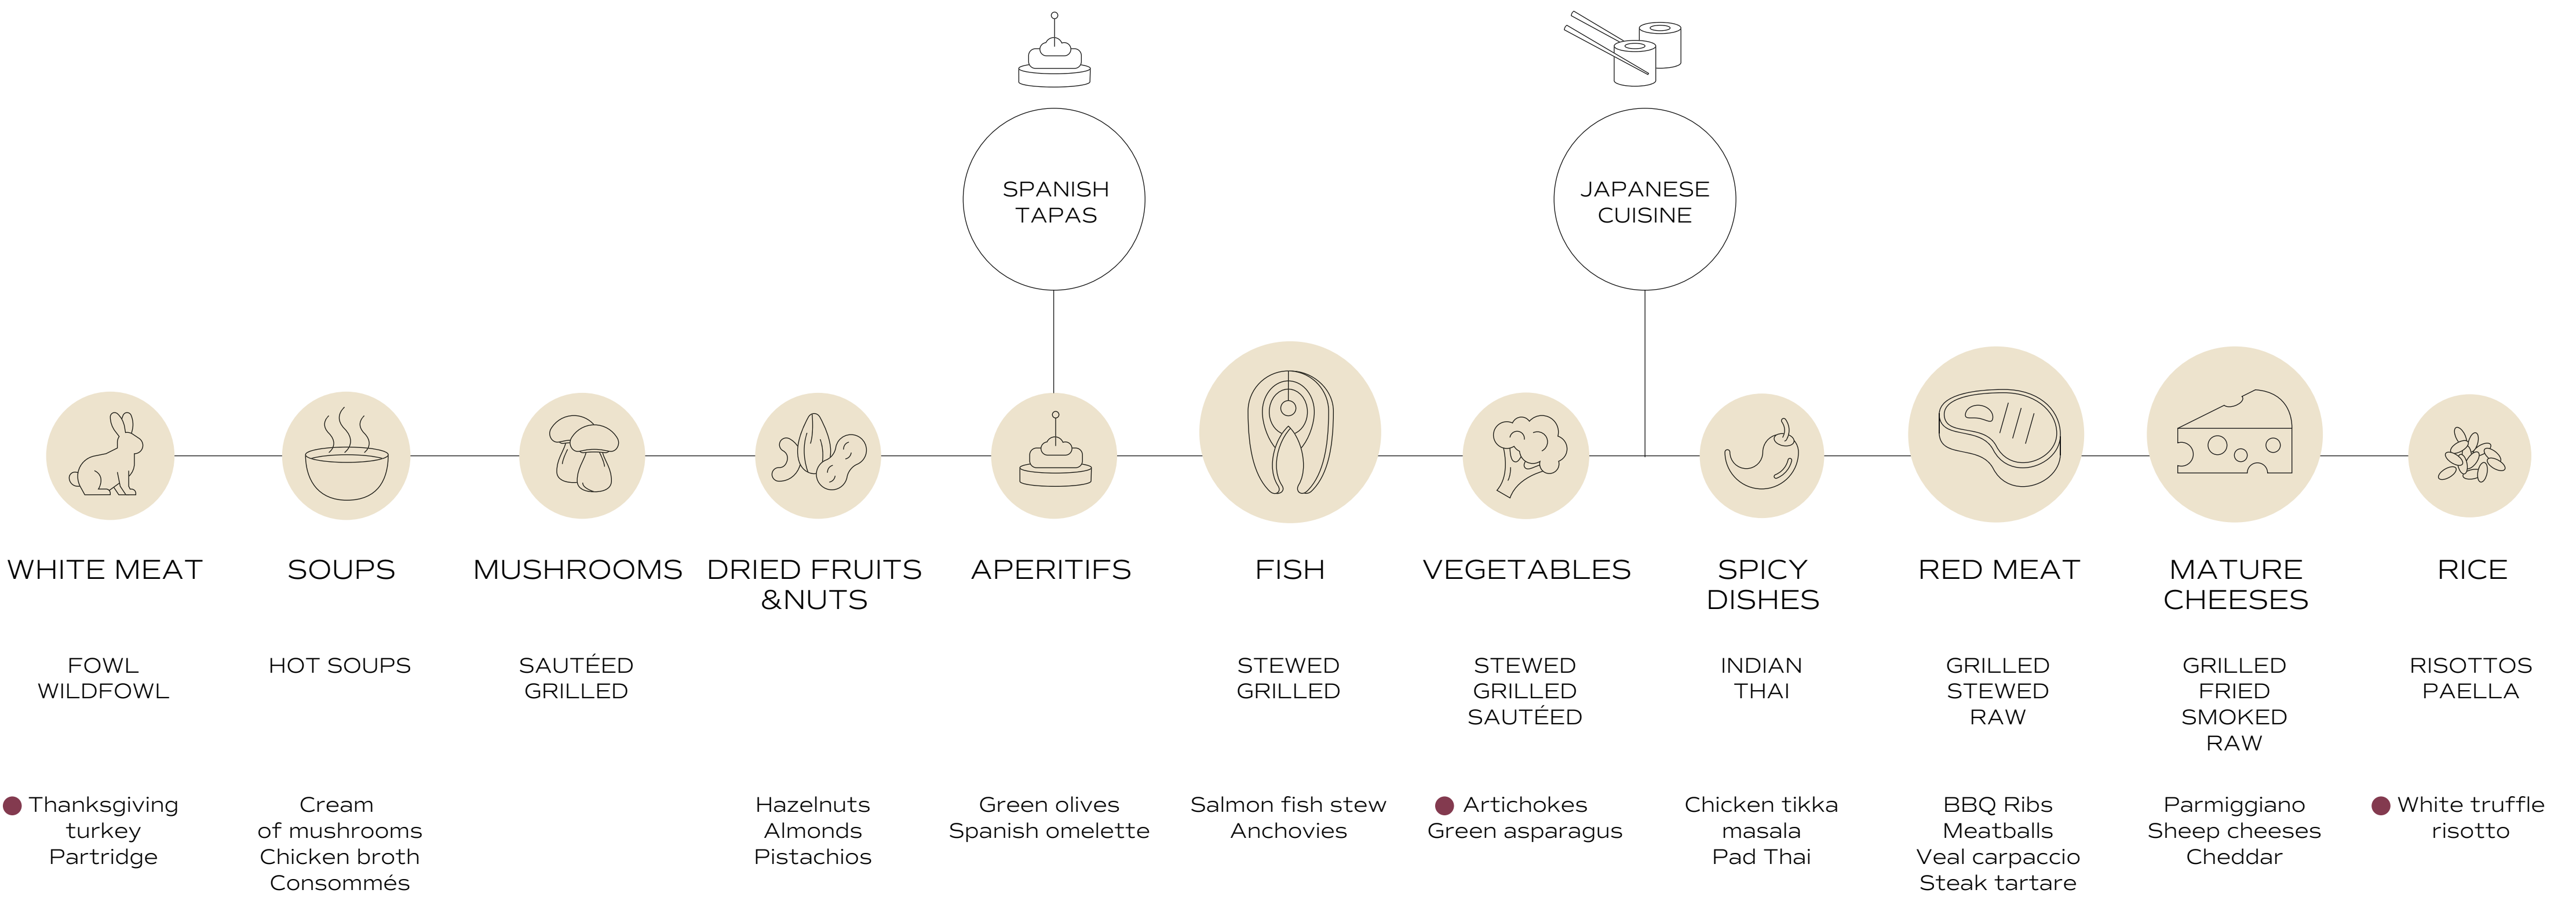 SPANISH
TAPAS
JAPANESE
CUISINE
WHITE MEAT
FOWL
WILDFOWL
Thanksgiving
turkey
Partridge
SOUPS
HOT SOUPS
Cream
of mushrooms
Chicken broth
Consommés
MUSHROOMS
SAUTÉED
GRILLED
DRIED FRUITS
&NUTS
Hazelnuts
Almonds
Pistachios
APERITIFS
Green olives
Spanish omelette
FISH
STEWED
GRILLED
Salmon fish stew
Anchovies
VEGETABLES
STEWED
GRILLED
SAUTÉED
Artichokes
Green asparagus
SPICY
DISHES
INDIAN
THAI
Chicken tikka
masala
Pad Thai
RED MEAT
GRILLED
STEWED
RAW
BBQ Ribs
Meatballs
Veal carpaccio
Steak tartare
MATURE
CHEESES
GRILLED
FRIED
SMOKED
RAW
Parmiggiano
Sheep cheeses
Cheddar
RICE
RISOTTOS
PAELLA
White truffle
risotto